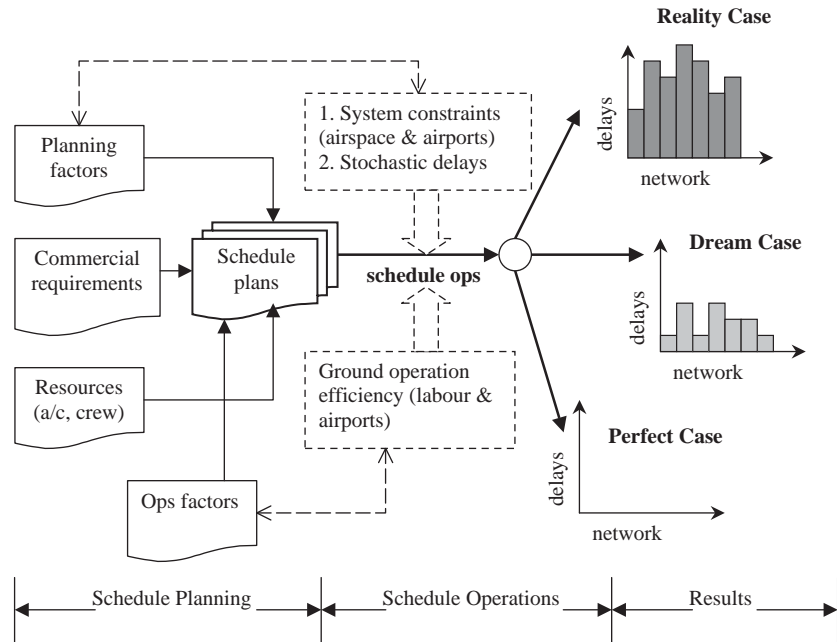 Reality Case
delays
network
1. System constraints
(airspace & airports)
2. Stochastic delays
Planning
factors
Commercial
requirements
Schedule
plans
schedule ops
Dream Case
delays
network
Resources
(a/c, crew)
Ground operation
efficiency (labour &
airports)
Perfect Case
delays
network
Ops factors
Schedule Planning
Schedule Operations
Results